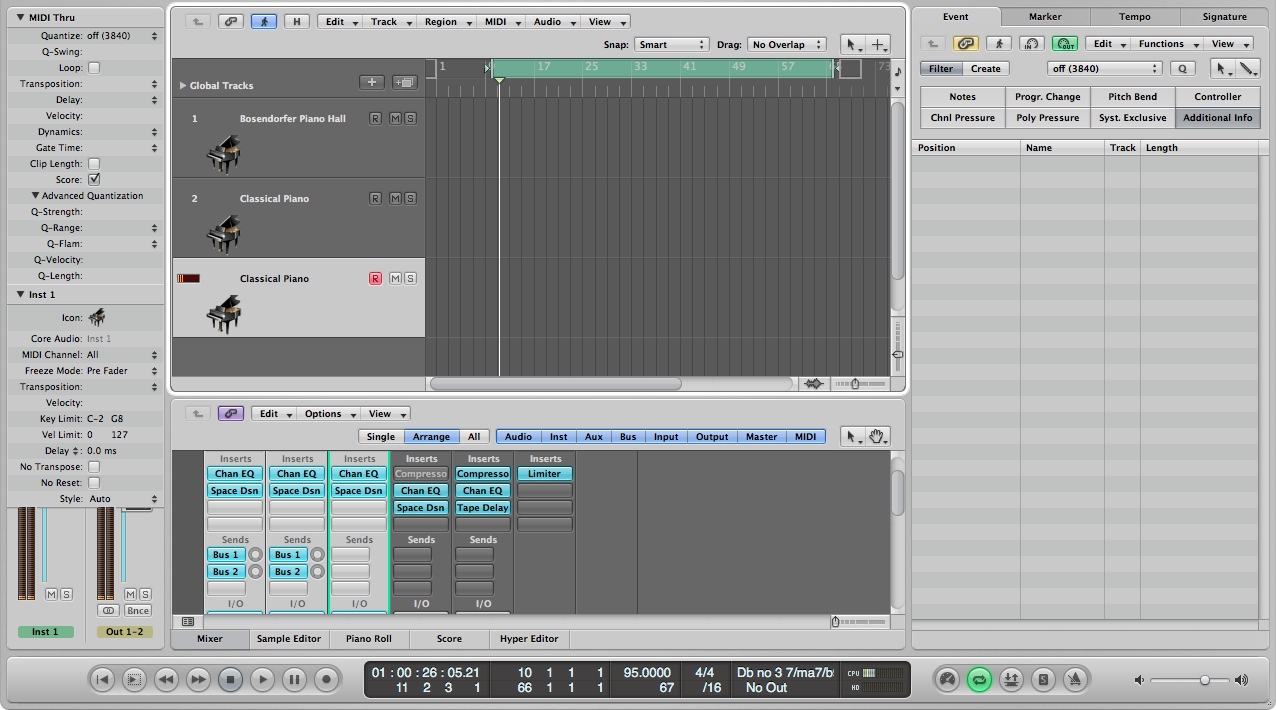 MIDI Thru
Quantize: off (3840)
Q-Swing:
Loop:
Transposition:
Delay:
Velocity:
Dynamics:
Gate Time:
Clip Length:
Score:
Advanced Quantization
Q-Strength:
Q-Range:
Q-Flam:
Q-Velocity:
Q-Length:
Inst 1
Icon:
Core Audio: Inst 1
MIDI Channel: All
Freeze Mode: Pre Fader
Transposition:
Velocity:
Key Limit: C-2 G8
Vel Limit: 0 127
Delay : 0.0 ms
No Transpose:
No Reset:
Style: Auto
M S M S
Bnce
Inst 1 Out 1-2
H Edit Track Region MIDI Audio View
Snap: Smart Drag: No Overlap
Global Tracks
1 17 25 33 41 49 57 73
1 Bosendorfer Piano Hall R M S
2 Classical Piano R M S
Classical Piano R M S
Edit Options View
Single Arrange All Audio Inst Aux Bus Input Output Master MIDI
Inserts Inserts Inserts Inserts Inserts Inserts
Chan EQ Chan EQ Chan EQ Compresso Compresso Limiter
Space Dsn Space Dsn Space Dsn Chan EQ Chan EQ
Space Dsn Tape Delay
Sends Sends Sends Sends Sends
Bus 1 Bus 1
Bus 2 Bus 2
I/O I/O I/O I/O I/O
Mixer Sample Editor Piano Roll Score Hyper Editor
Event Marker Tempo Signature
IN OUT Edit Functions View
Filter Create off (3840) Q
Notes Progr. Change Pitch Bend Controller
Chnl Pressure Poly Pressure Syst. Exclusive Additional Info
Position Name Track Length
01 : 00 : 26 : 05.21 10 1 1 1 95.0000 4/4 Db no 3 7/ma7/b CPU
11 2 3 1 66 1 1 1 67 /16 No Out HD
S